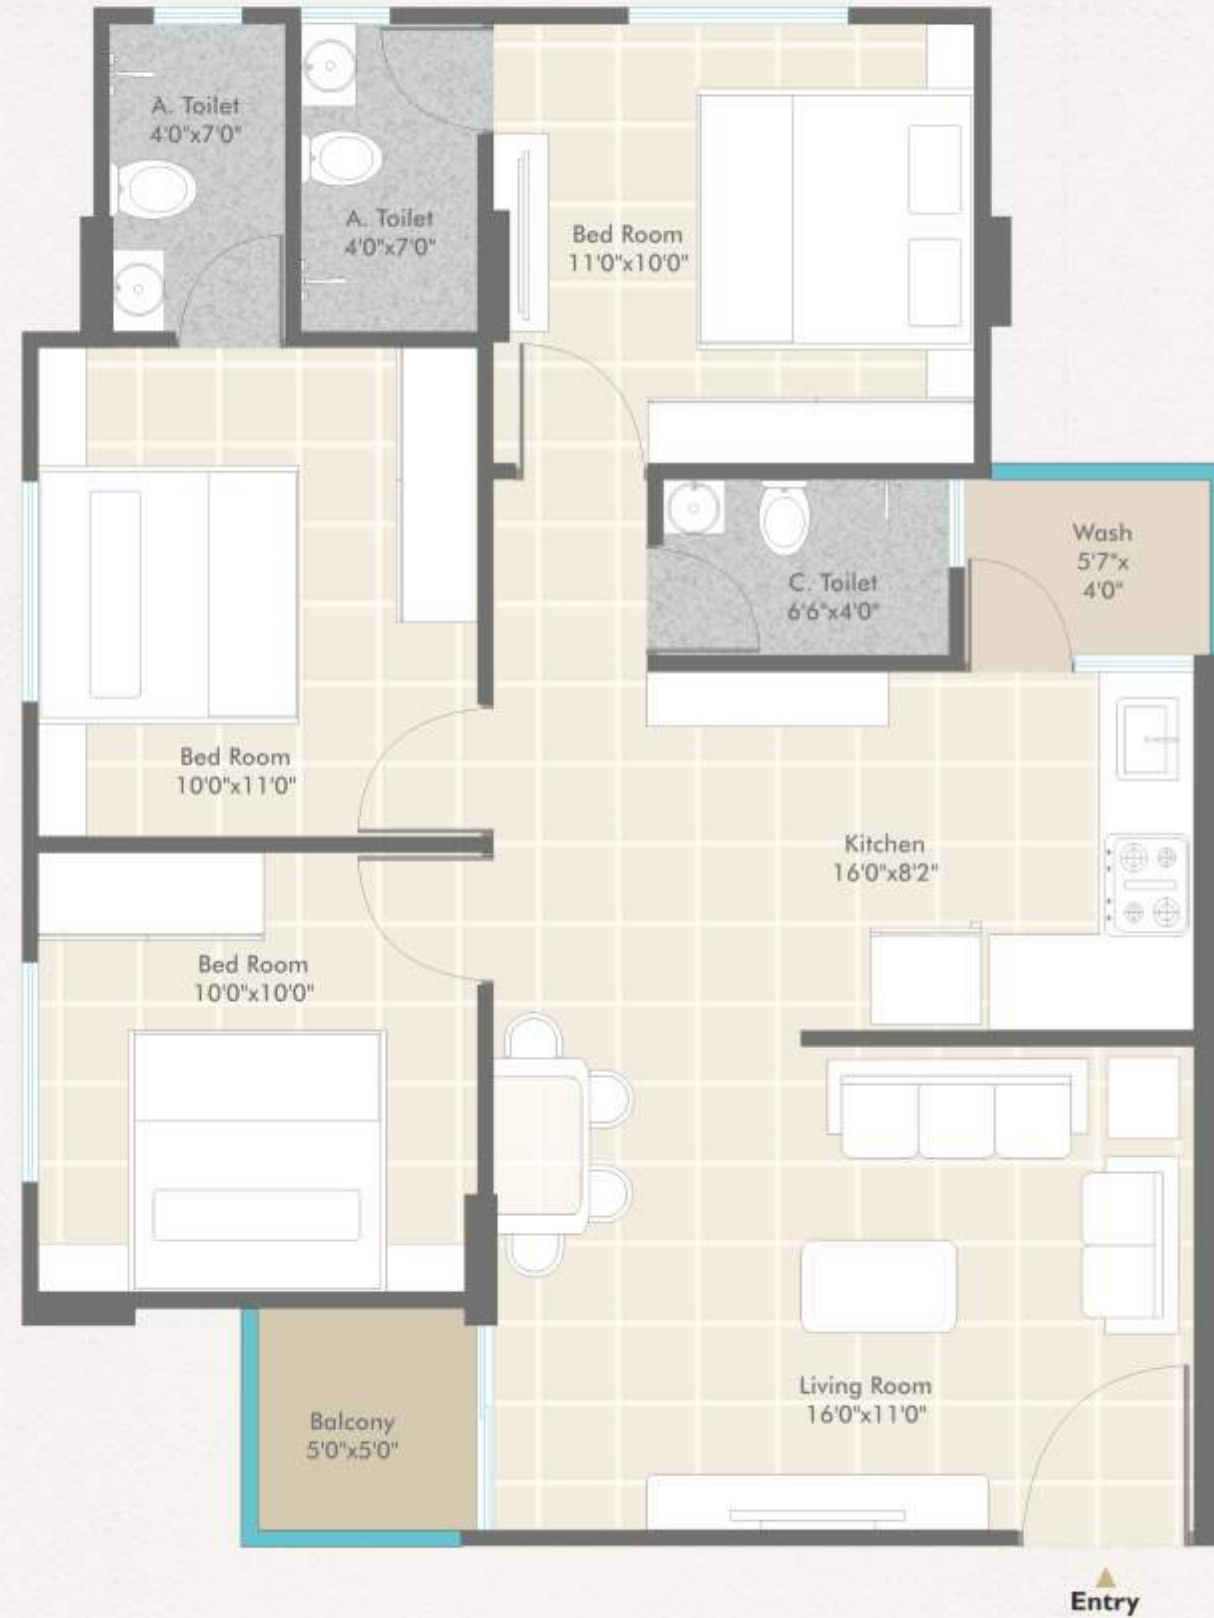 A. Toilet
4'0"x7'0"
A. Toilet
4'0"x7'0"
Bed Room
11'0"x10'0"
Wash
5'7"x
4'0"
C. Toilet
6'6"x4'0"
Bed Room
10'0"x11'0"
Kitchen
16'0"x8'2"
Bed Room
10'0"x10'0"
Living Room
16'0"x11'0"
Balcony
5'0"x5'0"
Entry